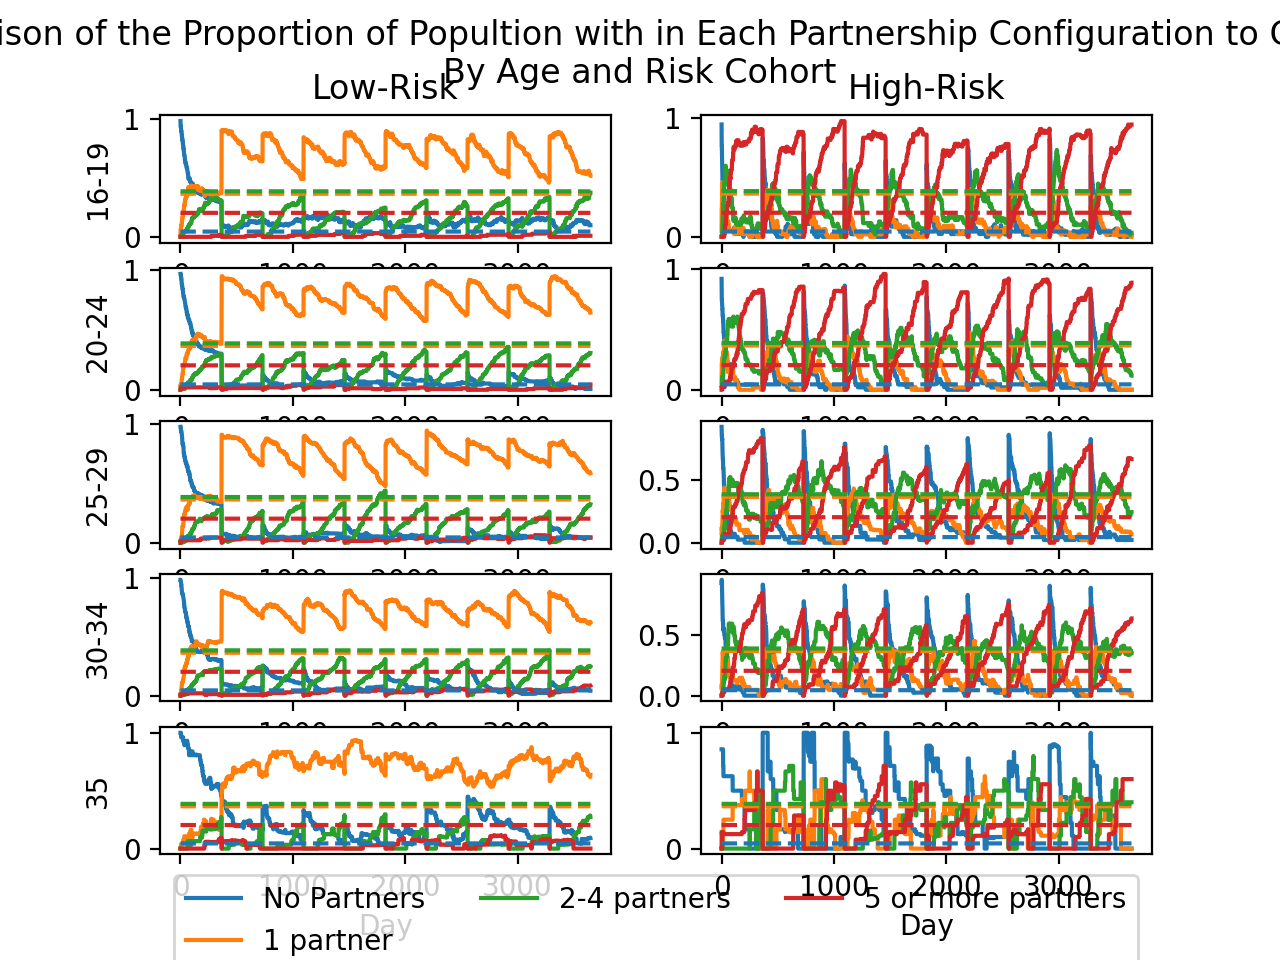 of the Proportion of Popultion with in Each Partnership Configuration to
By Age and Risk Cohort
Low-Risk
High-Risk
1
0
16-19
1
0
1
0
20-24
1
0
1
0
25-29
0.5
0.0
1
0
30-34
0.5
0.0
1
0
35
1
0
0 1000 2000 3000
0 1000 2000 3000
Day
Day
No Partners
2-4 partners
5 or more partners
1 partner